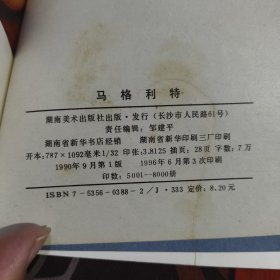 马格利特
湖南美术出版社出版·发行（长沙市人民路61号）
责任编辑：邹建平
湖南省新华书店经销 湖南省新华印刷三厂印刷
开本：787×1092毫米1/32 印张：3.8125 插页：28页 字数：7万
1990年9月第1版 1996年6月第3次印刷
印数：5001—8000册
ISBN7-5356-0388-2/J·333 定价：8.20元